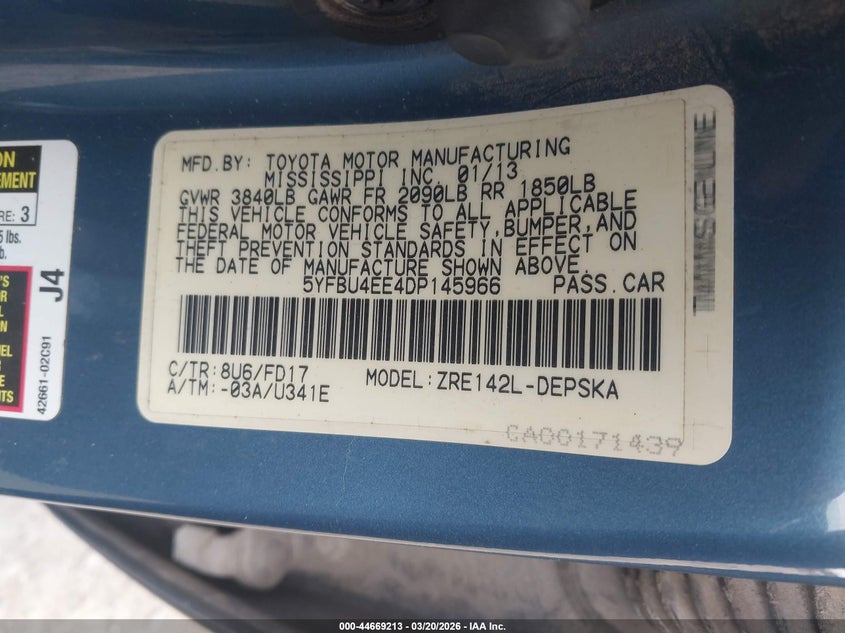 ON
EMENT
RE: 3
5 lbs.
b.
'S
R
L
ON
UEL
R
NTS
J4
42661-02C91
MFD.BY: TOYOTA MOTOR MANUFACTURING
MISSISSIPPI INC. 01/13
GVWR 3840LB GAWR FR 2090LB RR 1850LB
THIS VEHICLE CONFORMS TO ALL APPLICABLE
FEDERAL MOTOR VEHICLE SAFETY,BUMPER,AND
THEFT PREVENTION STANDARDS IN EFFECT ON
THE DATE OF MANUFACTURE SHOWN ABOVE.
5YFBU4EE4DP145966 PASS.CAR
C/TR:8U6/FD17 MODEL:ZRE142L-DEPSKA
A/TM:-03A/U341E
CA00171439
000-44669213 - 03/20/2026 - IAA Inc.